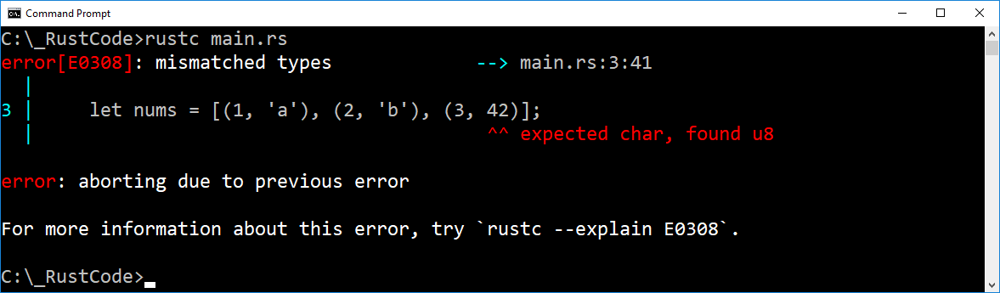 Command Prompt
C:\_RustCode>rustc main.rs
error[E0308]: mismatched types             --> main.rs:3:41
  |
3 |     let nums = [(1, 'a'), (2, 'b'), (3, 42)];
  |                                         ^^ expected char, found u8
error: aborting due to previous error
For more information about this error, try `rustc --explain E0308`.
C:\_RustCode>